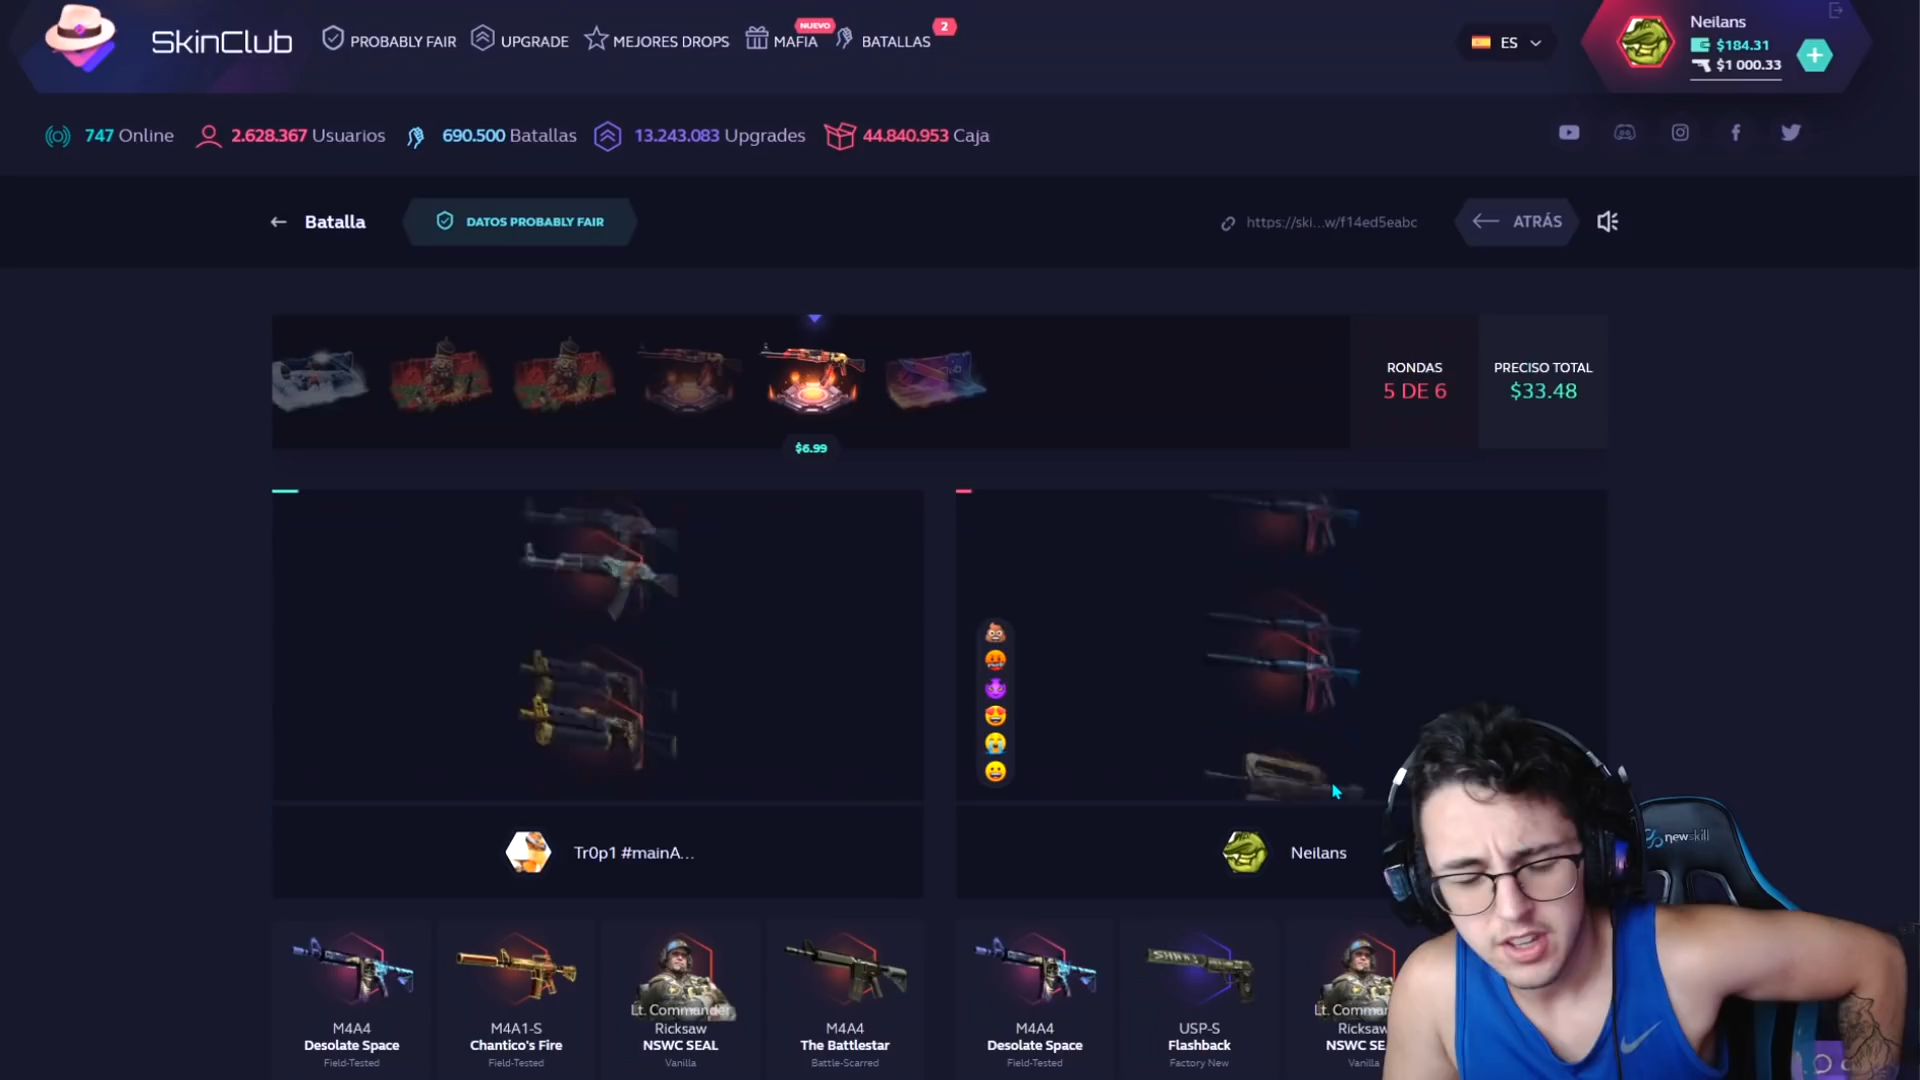 SkinClub
PROBABLY FAIR
UPGRADE
MEJORES DROPS
NUEVO
MAFIA
BATALLAS
2
ES
Neilans
$184.31
$1 000.33
747 Online
2.628.367 Usuarios
690.500 Batallas
13.243.083 Upgrades
44.840.953 Caja
Batalla
DATOS PROBABLY FAIR
https://ski...w/f14ed5eabc
ATRÁS
RONDAS
5 DE 6
PRECISO TOTAL
$33.48
$6.99
Tr0p1 #mainA...
Neilans
newskill
M4A4
Desolate Space
Field-Tested
M4A1-S
Chantico's Fire
Field-Tested
Lt. Commander
Ricksaw
NSWC SEAL
Vanilla
M4A4
The Battlestar
Battle-Scarred
M4A4
Desolate Space
Field-Tested
USP-S
Flashback
Factory New
Lt. Comma
Ricksaw
NSWC SE
Vanilla